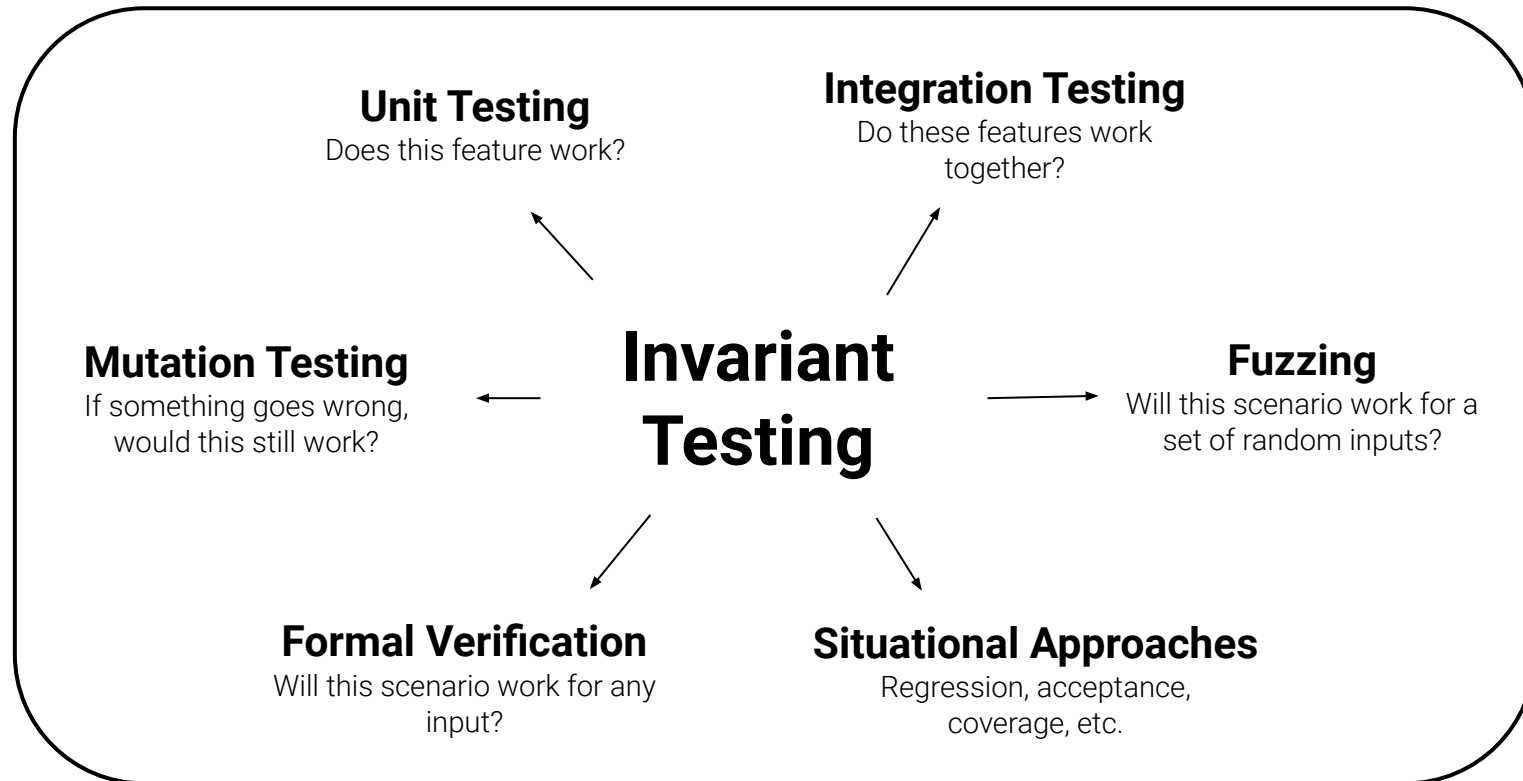 Unit Testing
Does this feature work?
Integration Testing
Do these features work
together?
Mutation Testing
If something goes wrong,
would this still work?
Invariant
Testing
Fuzzing
Will this scenario work for a
set of random inputs?
Formal Verification
Will this scenario work for any
input?
Situational Approaches
Regression, acceptance,
coverage, etc.